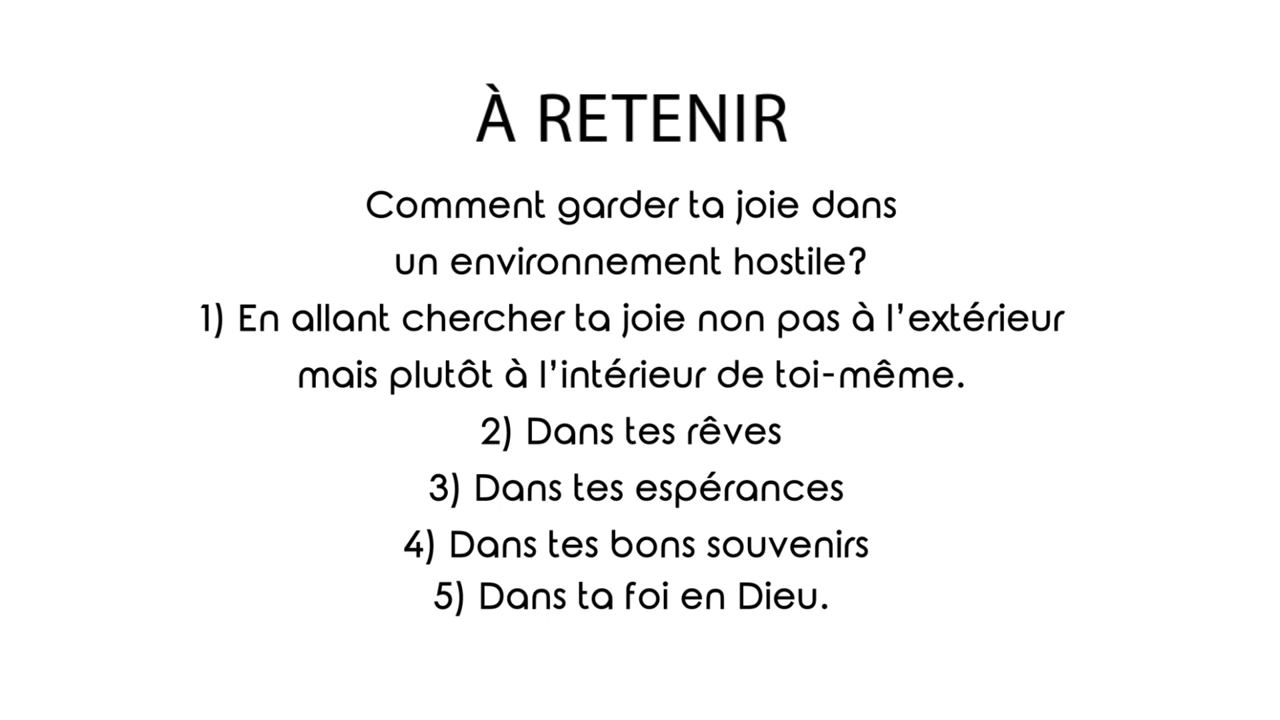 À RETENIR
Comment garder ta joie dans
un environnement hostile?
1) En allant chercher ta joie non pas à l'extérieur
mais plutôt à l'intérieur de toi-même.
2) Dans tes rêves
3) Dans tes espérances
4) Dans tes bons souvenirs
5) Dans ta foi en Dieu.